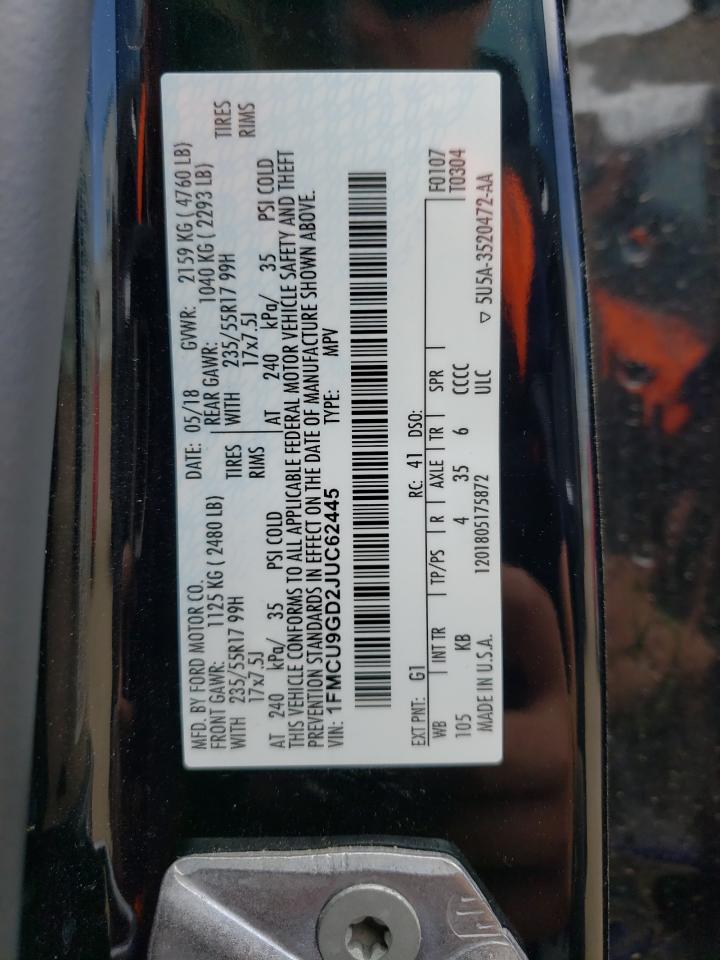 MFD. BY FORD MOTOR CO. DATE: 05/18 GVWR: 2159 KG ( 4760 LB)
FRONT GAWR: 1125 KG ( 2480 LB) REAR GAWR: 1040 KG ( 2293 LB)
WITH 235/55R17 99H TIRES WITH 235/55R17 99H TIRES
17x7.5J RIMS 17x7.5J RIMS
AT 240 kPa/ 35 PSI COLD AT 240 kPa/ 35 PSI COLD
THIS VEHICLE CONFORMS TO ALL APPLICABLE FEDERAL MOTOR VEHICLE SAFETY AND THEFT
PREVENTION STANDARDS IN EFFECT ON THE DATE OF MANUFACTURE SHOWN ABOVE.
VIN: 1FMCU9GD2JUC62445 TYPE: MPV
EXT PNT: G1 RC: 41 DSO: F0107
WB INT TR TP/PS R AXLE TR SPR T0304
105 KB 4 35 6 CCCC
MADE IN U.S.A. 1201805175872 ULC
▽ 5U5A-3520472-AA